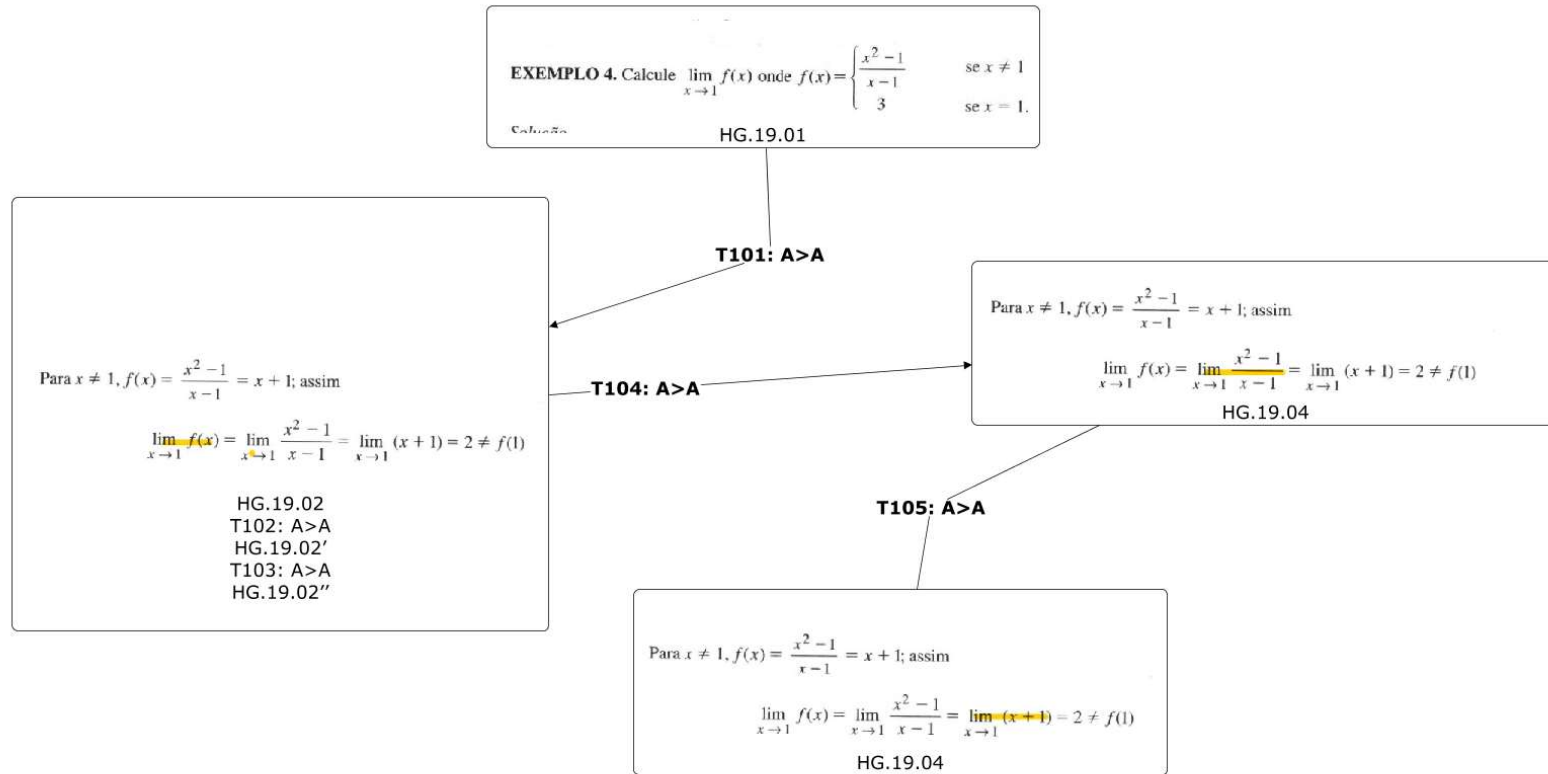 EXEMPLO 4. Calcule lim x→1 f(x) onde f(x) = { x² − 1 / x − 1 se x ≠ 1
3 se x = 1.
Solução
HG.19.01
T101: A>A
Para x ≠ 1, f(x) = x² − 1 / x − 1 = x + 1; assim
lim x→1 f(x) = lim x→1 x² − 1 / x − 1 = lim x→1 (x + 1) = 2 ≠ f(1)
HG.19.02
T102: A>A
HG.19.02′
T103: A>A
HG.19.02′′
T104: A>A
Para x ≠ 1, f(x) = x² − 1 / x − 1 = x + 1; assim
lim x→1 f(x) = lim x→1 x² − 1 / x − 1 = lim x→1 (x + 1) = 2 ≠ f(1)
HG.19.04
T105: A>A
Para x ≠ 1, f(x) = x² − 1 / x − 1 = x + 1; assim
lim x→1 f(x) = lim x→1 x² − 1 / x − 1 = lim x→1 (x + 1) = 2 ≠ f(1)
HG.19.04